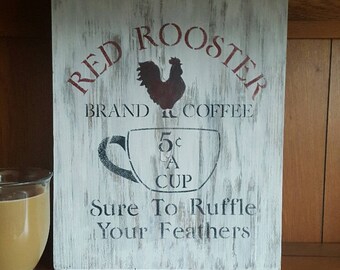 RED ROOSTER
BRAND COFFEE
5¢
A
CUP
Sure To Ruffle
Your Feathers